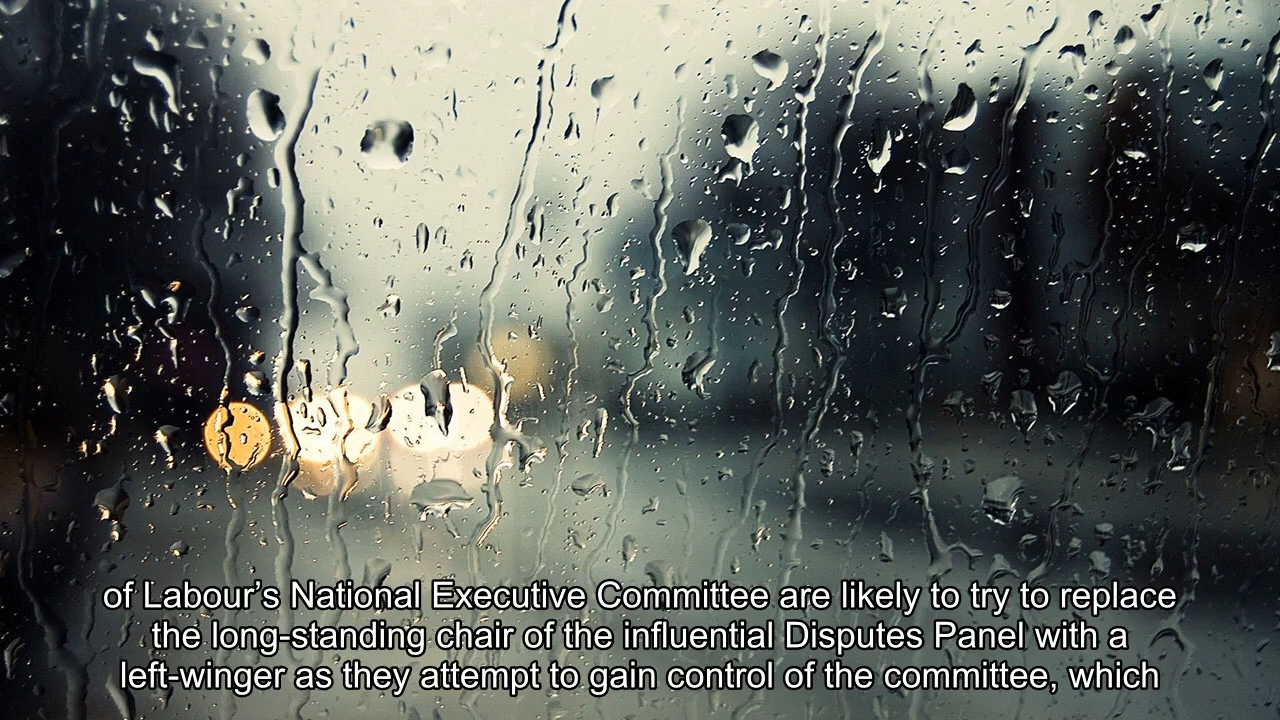 of Labour’s National Executive Committee are likely to try to replace
the long-standing chair of the influential Disputes Panel with a
left-winger as they attempt to gain control of the committee, which